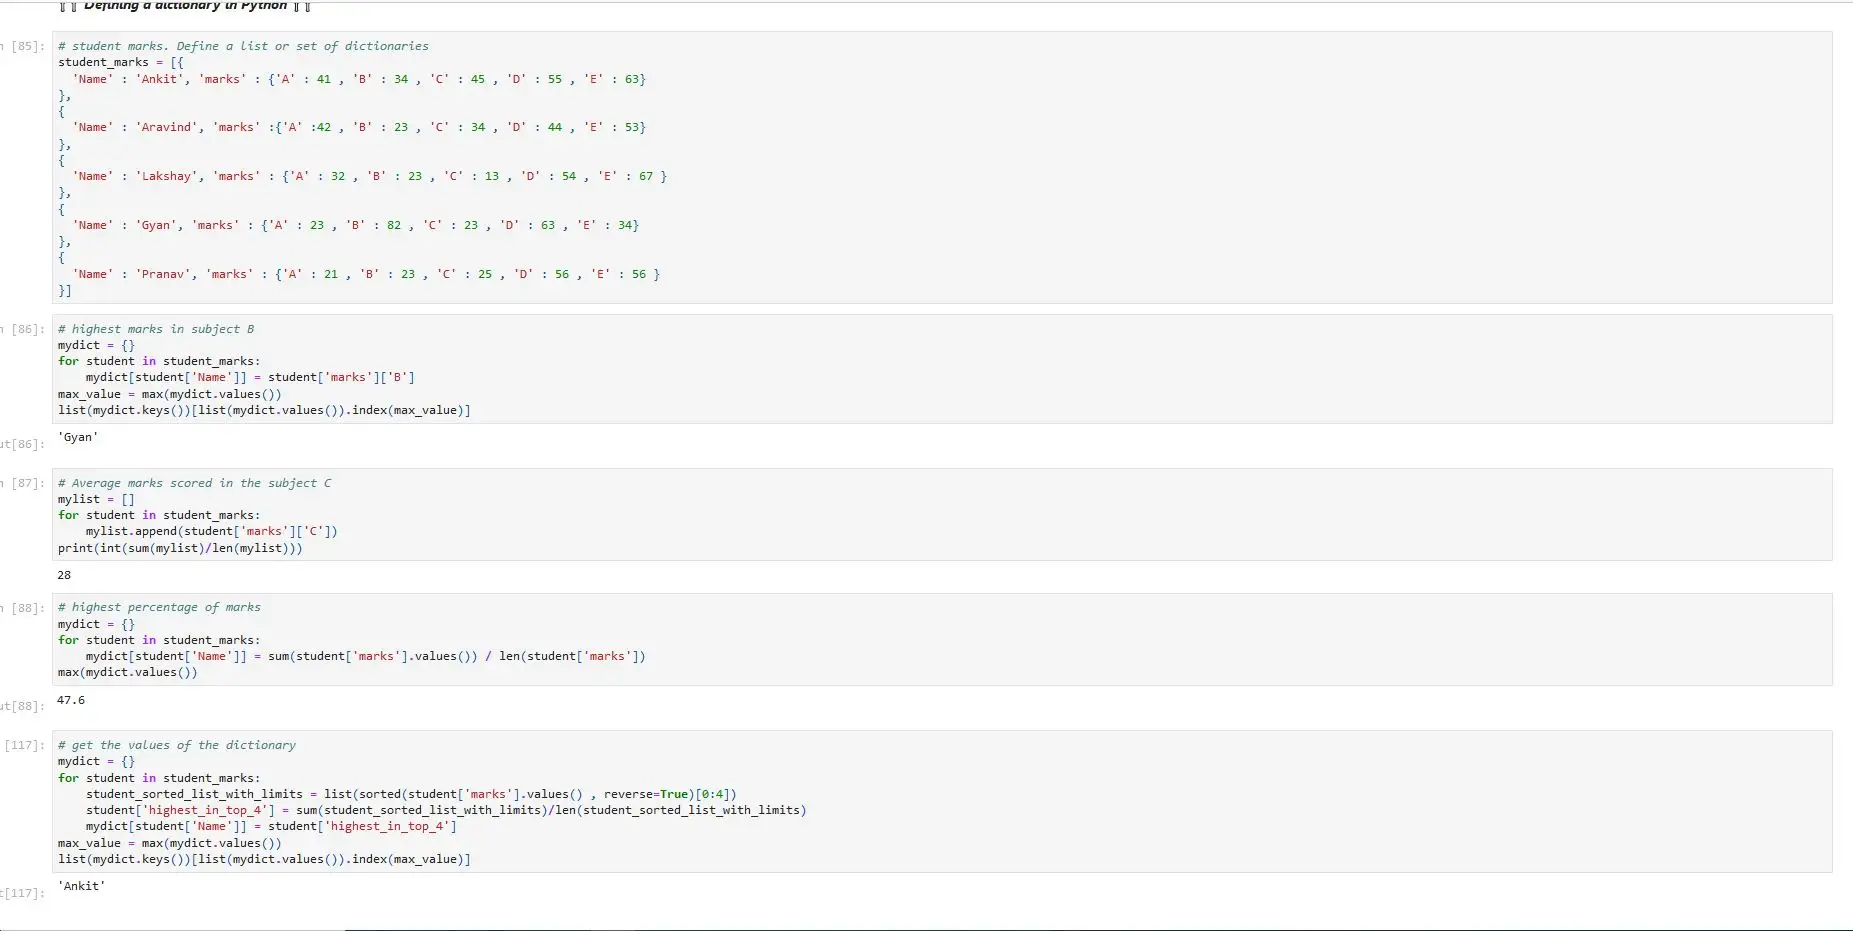 Defining a dictionary in Python
[85]:
# student marks. Define a list or set of dictionaries
student_marks = [{
'Name' : 'Ankit', 'marks' : {'A' : 41 , 'B' : 34 , 'C' : 45 , 'D' : 55 , 'E' : 63}
},
{
'Name' : 'Aravind', 'marks' :{'A' :42 , 'B' : 23 , 'C' : 34 , 'D' : 44 , 'E' : 53}
},
{
'Name' : 'Lakshay', 'marks' : {'A' : 32 , 'B' : 23 , 'C' : 13 , 'D' : 54 , 'E' : 67 }
},
{
'Name' : 'Gyan', 'marks' : {'A' : 23 , 'B' : 82 , 'C' : 23 , 'D' : 63 , 'E' : 34}
},
{
'Name' : 'Pranav', 'marks' : {'A' : 21 , 'B' : 23 , 'C' : 25 , 'D' : 56 , 'E' : 56 }
}]
[86]:
# highest marks in subject B
mydict = {}
for student in student_marks:
mydict[student['Name']] = student['marks']['B']
max_value = max(mydict.values())
list(mydict.keys())[list(mydict.values()).index(max_value)]
ut[86]:
'Gyan'
[87]:
# Average marks scored in the subject C
mylist = []
for student in student_marks:
mylist.append(student['marks']['C'])
print(int(sum(mylist)/len(mylist)))
28
[88]:
# highest percentage of marks
mydict = {}
for student in student_marks:
mydict[student['Name']] = sum(student['marks'].values()) / len(student['marks'])
max(mydict.values())
ut[88]:
47.6
[117]:
# get the values of the dictionary
mydict = {}
for student in student_marks:
student_sorted_list_with_limits = list(sorted(student['marks'].values() , reverse=True)[0:4])
student['highest_in_top_4'] = sum(student_sorted_list_with_limits)/len(student_sorted_list_with_limits)
mydict[student['Name']] = student['highest_in_top_4']
max_value = max(mydict.values())
list(mydict.keys())[list(mydict.values()).index(max_value)]
t[117]:
'Ankit'